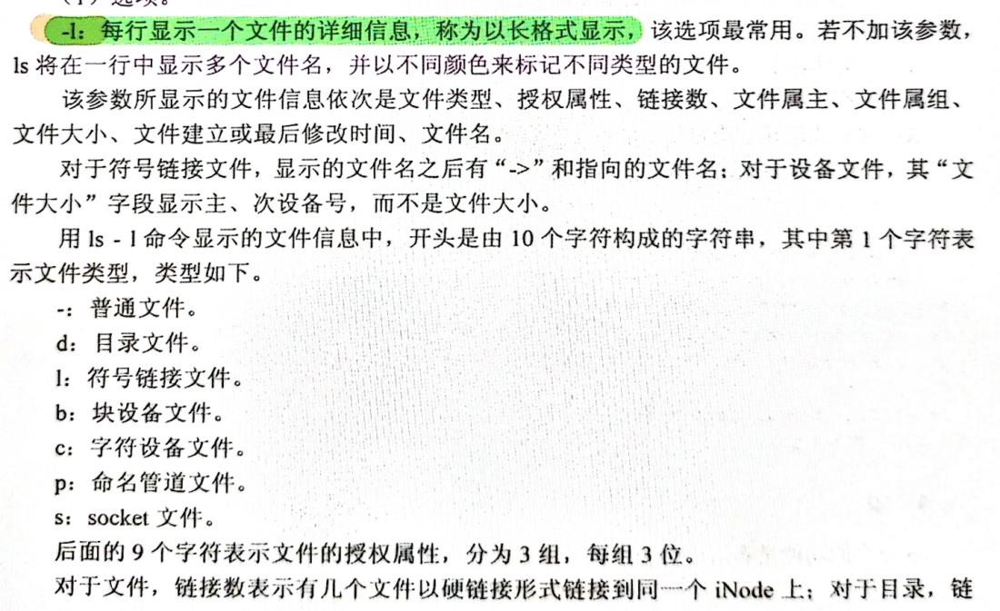 (1) 选项。
-l：每行显示一个文件的详细信息，称为以长格式显示，该选项最常用。若不加该参数，
ls 将在一行中显示多个文件名，并以不同颜色来标记不同类型的文件。
该参数所显示的文件信息依次是文件类型、授权属性、链接数、文件属主、文件属组、
文件大小、文件建立或最后修改时间、文件名。
对于符号链接文件，显示的文件名之后有“->”和指向的文件名；对于设备文件，其“文
件大小”字段显示主、次设备号，而不是文件大小。
用 ls - l 命令显示的文件信息中，开头是由 10 个字符构成的字符串，其中第 1 个字符表
示文件类型，类型如下。
-：普通文件。
d：目录文件。
l：符号链接文件。
b：块设备文件。
c：字符设备文件。
p：命名管道文件。
s：socket 文件。
后面的 9 个字符表示文件的授权属性，分为 3 组，每组 3 位。
对于文件，链接数表示有几个文件以硬链接形式链接到同一个 iNode 上；对于目录，链